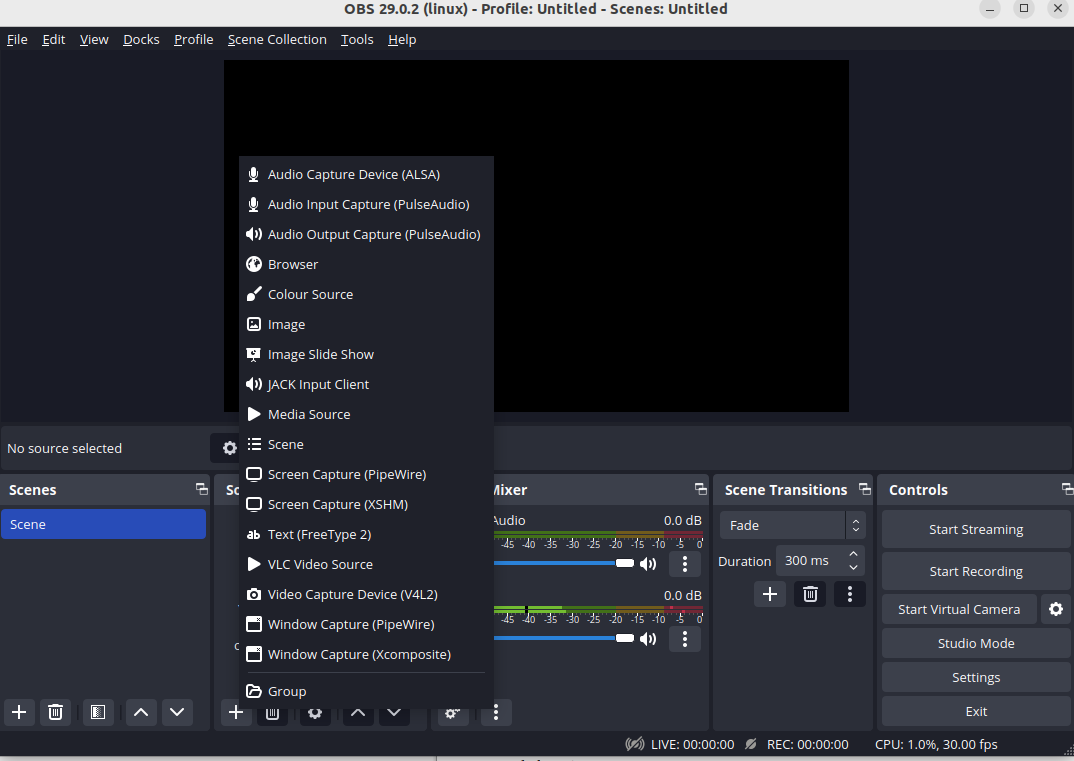 OBS 29.0.2 (linux) - Profile: Untitled - Scenes: Untitled
File Edit View Docks Profile Scene Collection Tools Help
Audio Capture Device (ALSA)
Audio Input Capture (PulseAudio)
Audio Output Capture (PulseAudio)
Browser
Colour Source
Image
Image Slide Show
JACK Input Client
Media Source
Scene
Screen Capture (PipeWire)
Screen Capture (XSHM)
ab Text (FreeType 2)
VLC Video Source
Video Capture Device (V4L2)
Window Capture (PipeWire)
Window Capture (Xcomposite)
Group
No source selected
Scenes
Scene
Mixer
Audio 0.0 dB
-45 -40 -35 -30 -25 -20 -15 -10 -5 0
0.0 dB
-45 -40 -35 -30 -25 -20 -15 -10 -5 0
Scene Transitions
Fade
Duration 300 ms
Controls
Start Streaming
Start Recording
Start Virtual Camera
Studio Mode
Settings
Exit
LIVE: 00:00:00 REC: 00:00:00 CPU: 1.0%, 30.00 fps